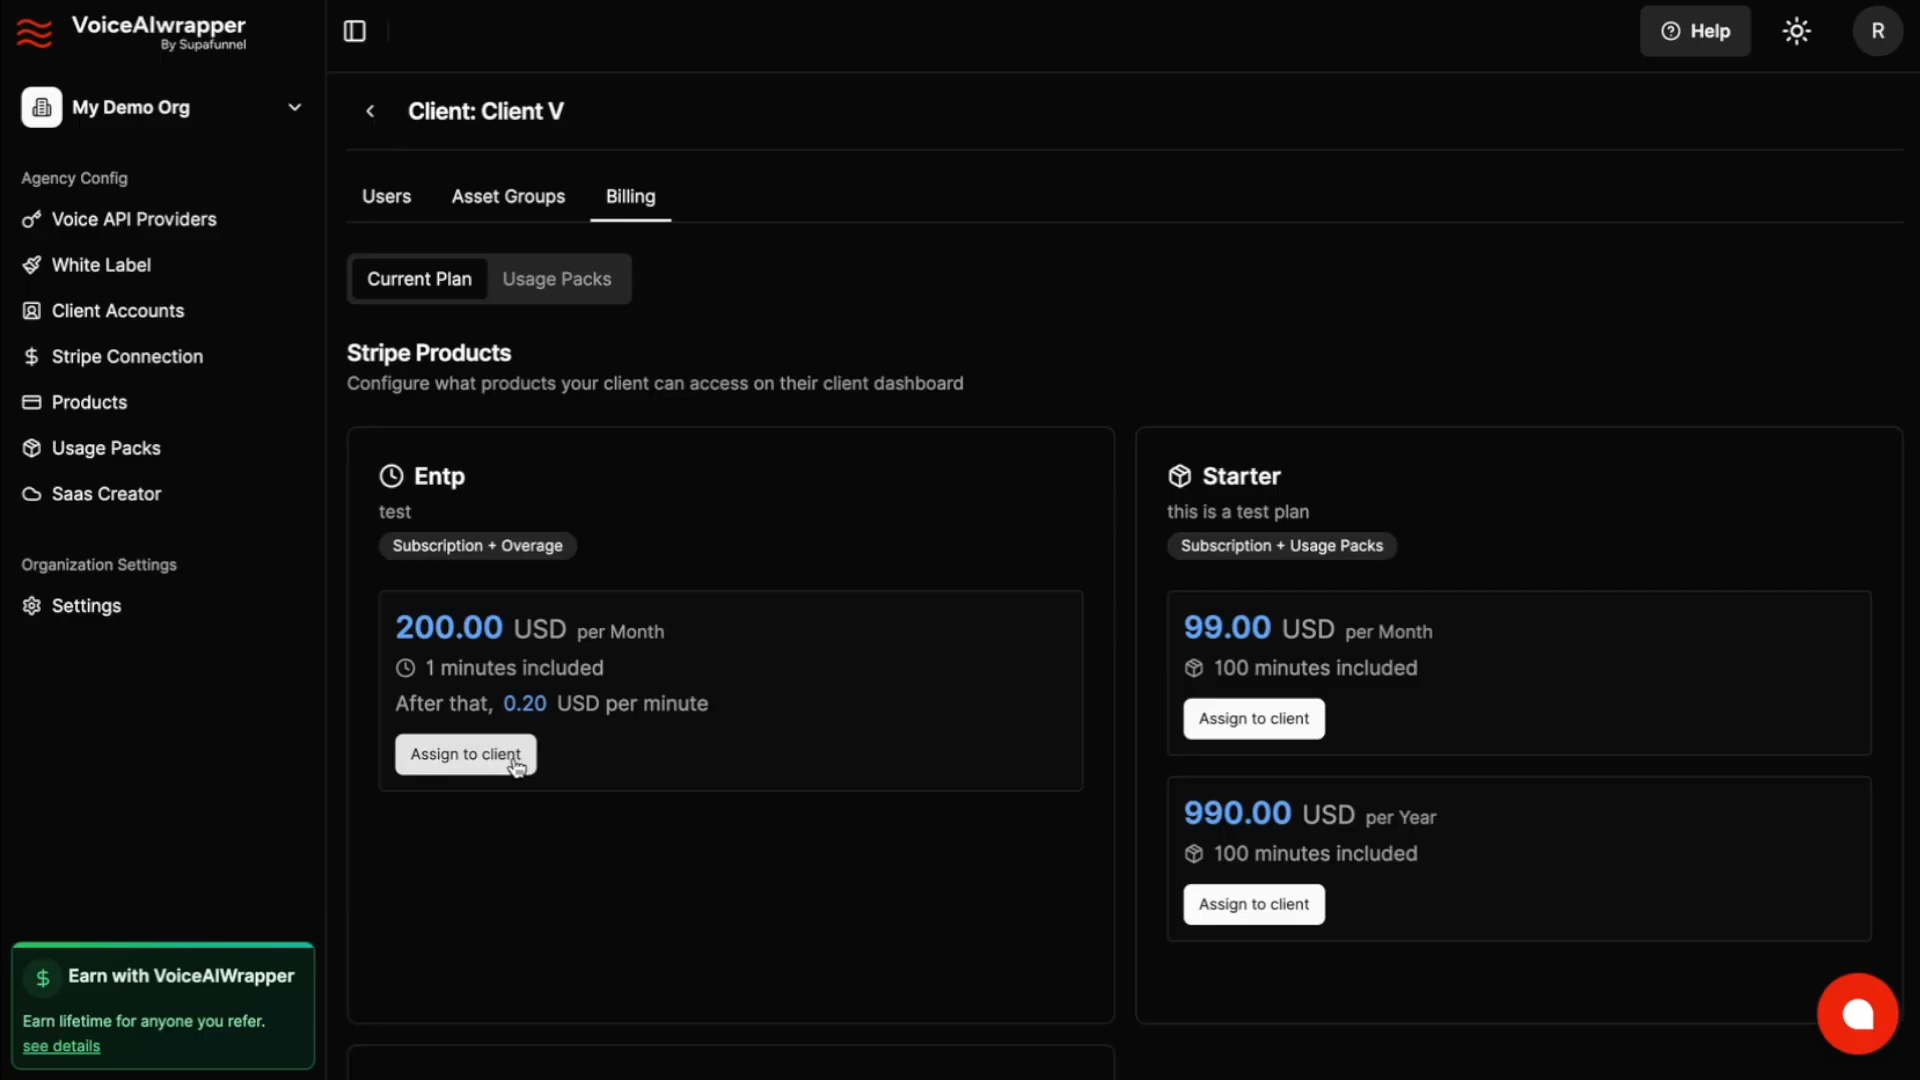 VoiceAIwrapper
By Supafunnel
Help
R
My Demo Org
Client: Client V
Agency Config
Voice API Providers
White Label
Client Accounts
Stripe Connection
Products
Usage Packs
Saas Creator
Organization Settings
Settings
Users
Asset Groups
Billing
Current Plan
Usage Packs
Stripe Products
Configure what products your client can access on their client dashboard
Entp
test
Subscription + Overage
200.00 USD per Month
1 minutes included
After that, 0.20 USD per minute
Assign to client
Starter
this is a test plan
Subscription + Usage Packs
99.00 USD per Month
100 minutes included
Assign to client
990.00 USD per Year
100 minutes included
Assign to client
$ Earn with VoiceAIWrapper
Earn lifetime for anyone you refer.
see details